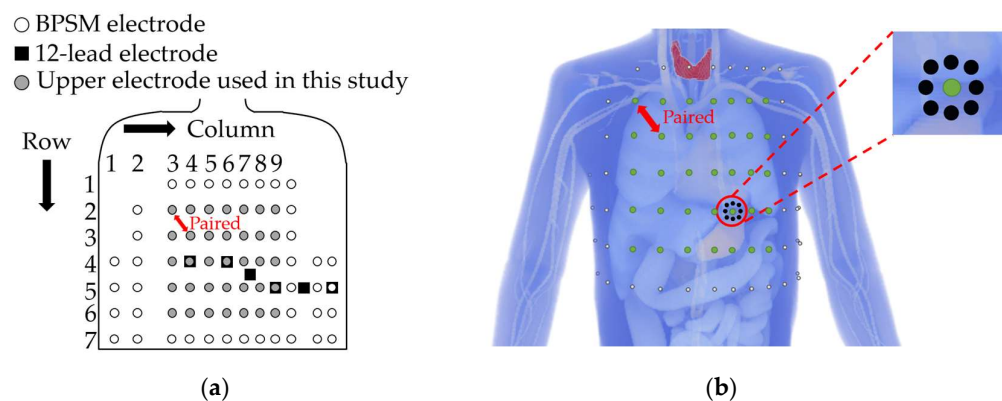 BPSM electrode
12-lead electrode
Upper electrode used in this study
Column
Row
1 2 3 4 5 6 7 8 9
1
2
Paired
3
4
5
6
7
(a)
Paired
(b)